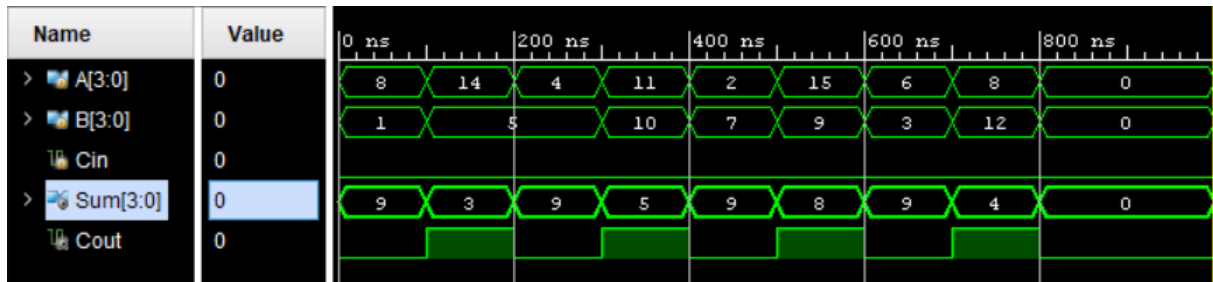 Name Value 0 ns 200 ns 400 ns 600 ns 800 ns
A[3:0] 0 8 14 4 11 2 15 6 8 0
B[3:0] 0 1 5 10 7 9 3 12 0
Cin 0
Sum[3:0] 0 9 3 9 5 9 8 9 4 0
Cout 0